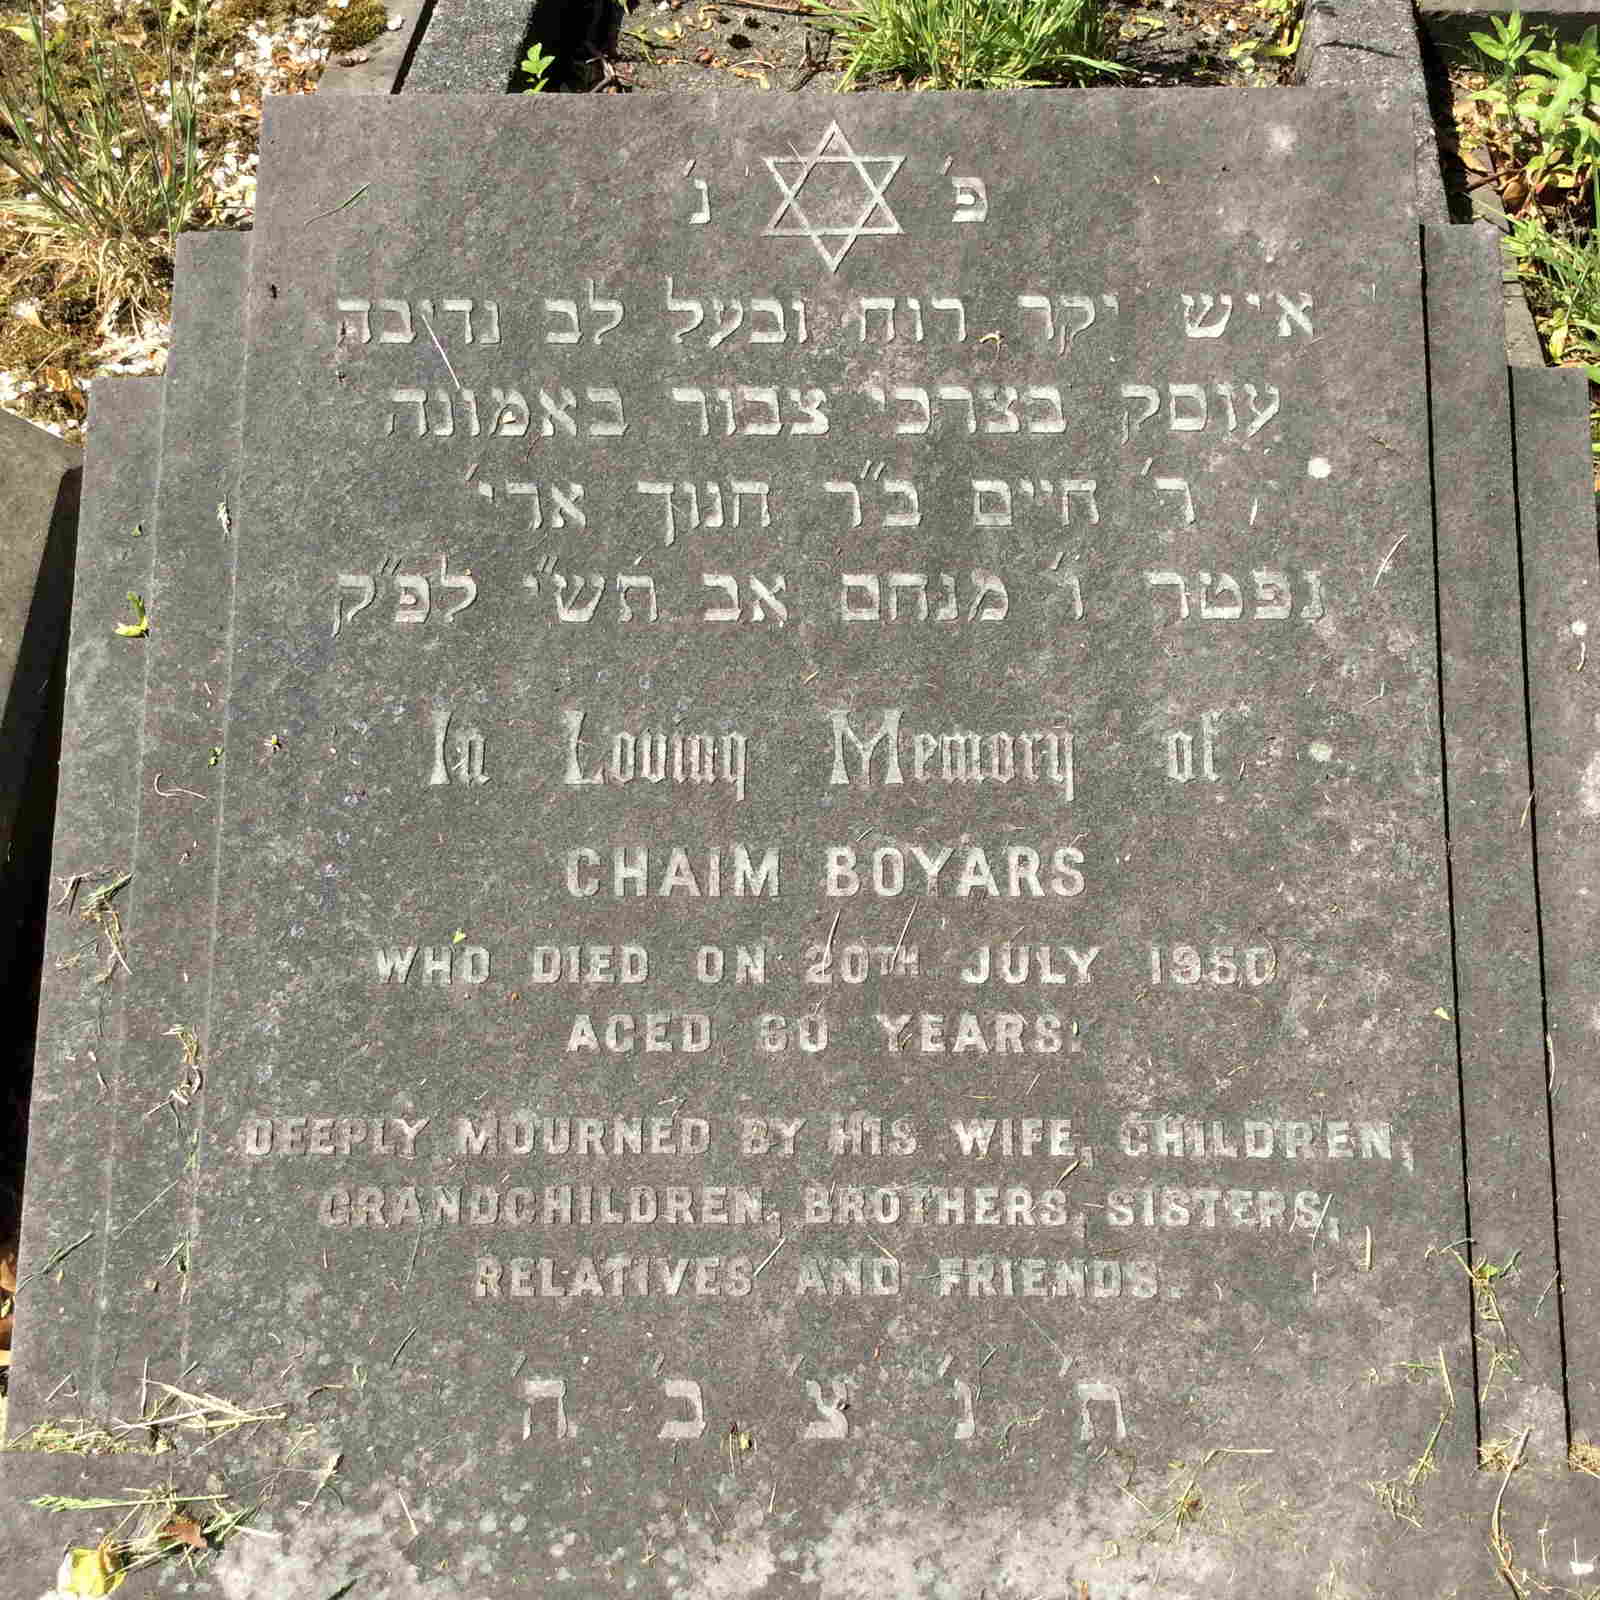 פ' נ'
איש יקר רוח ובעל לב נדיבה
עוסק בצרכי צבור באמונה
ר' חיים ב"ר חנוך ארי'
נפטר ו' מנחם אב תש"י לפ"ק
In Loving Memory of
CHAIM BOYARS
WHO DIED ON 20TH JULY 1950
AGED 60 YEARS.
DEEPLY MOURNED BY HIS WIFE, CHILDREN,
GRANDCHILDREN, BROTHERS, SISTERS,
RELATIVES AND FRIENDS.
ת' נ' צ' ב' ה'